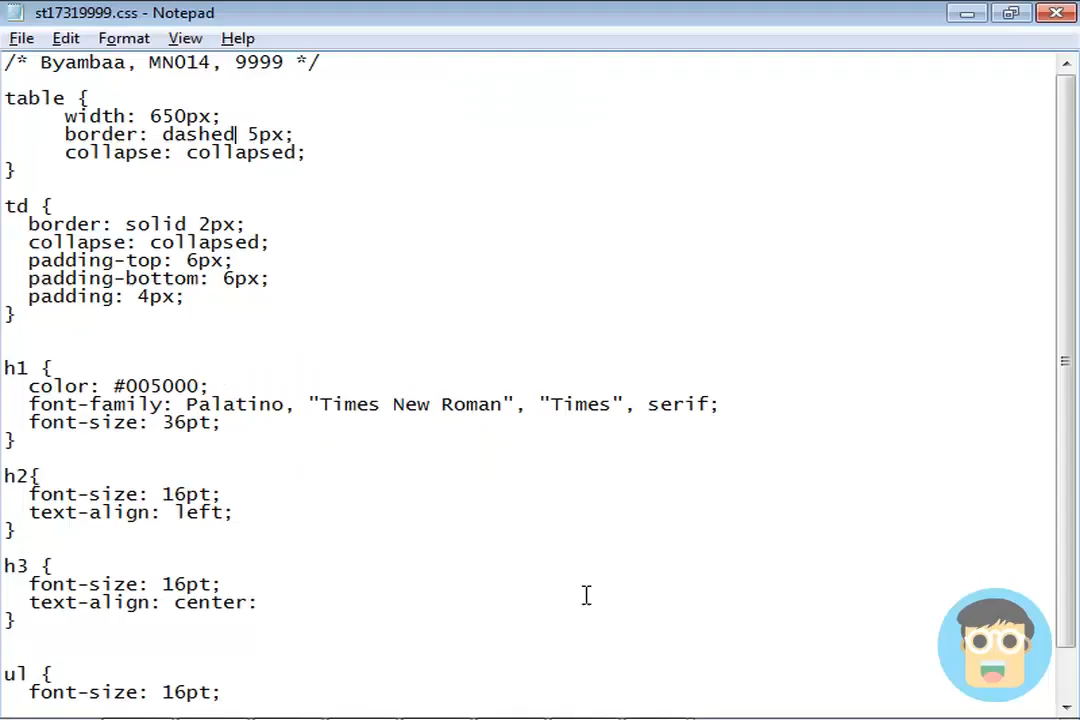 st17319999.css - Notepad
File Edit Format View Help
/* Byambaa, MN014, 9999 */
table {
width: 650px;
border: dashed 5px;
collapse: collapsed;
}
td {
border: solid 2px;
collapse: collapsed;
padding-top: 6px;
padding-bottom: 6px;
padding: 4px;
}
h1 {
color: #005000;
font-family: Palatino, "Times New Roman", "Times", serif;
font-size: 36pt;
}
h2{
font-size: 16pt;
text-align: left;
}
h3 {
font-size: 16pt;
text-align: center:
}
ul {
font-size: 16pt;